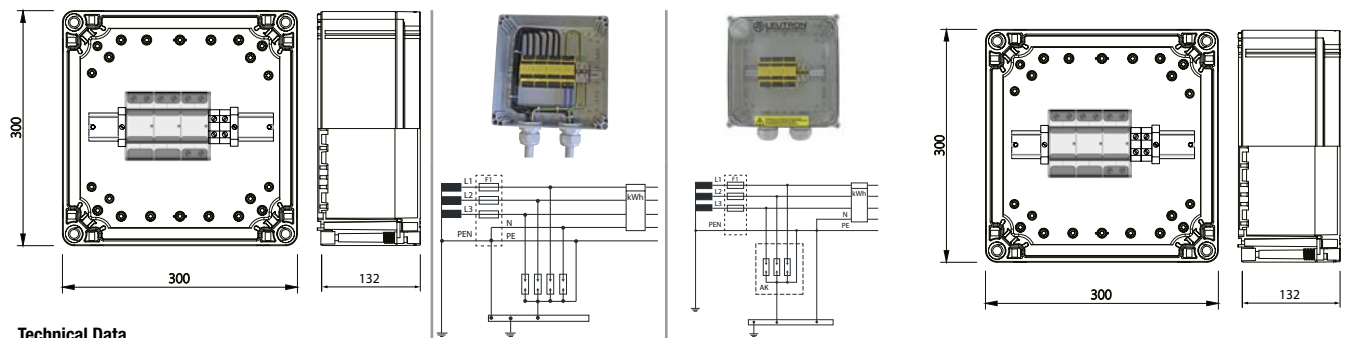 300
300
132
L1
F1
L2
L3
kWh
N
PEN
PE
LEUTRON
L1
F1
L2
L3
kWh
N
PEN
PE
AK
300
300
132
Technical Data